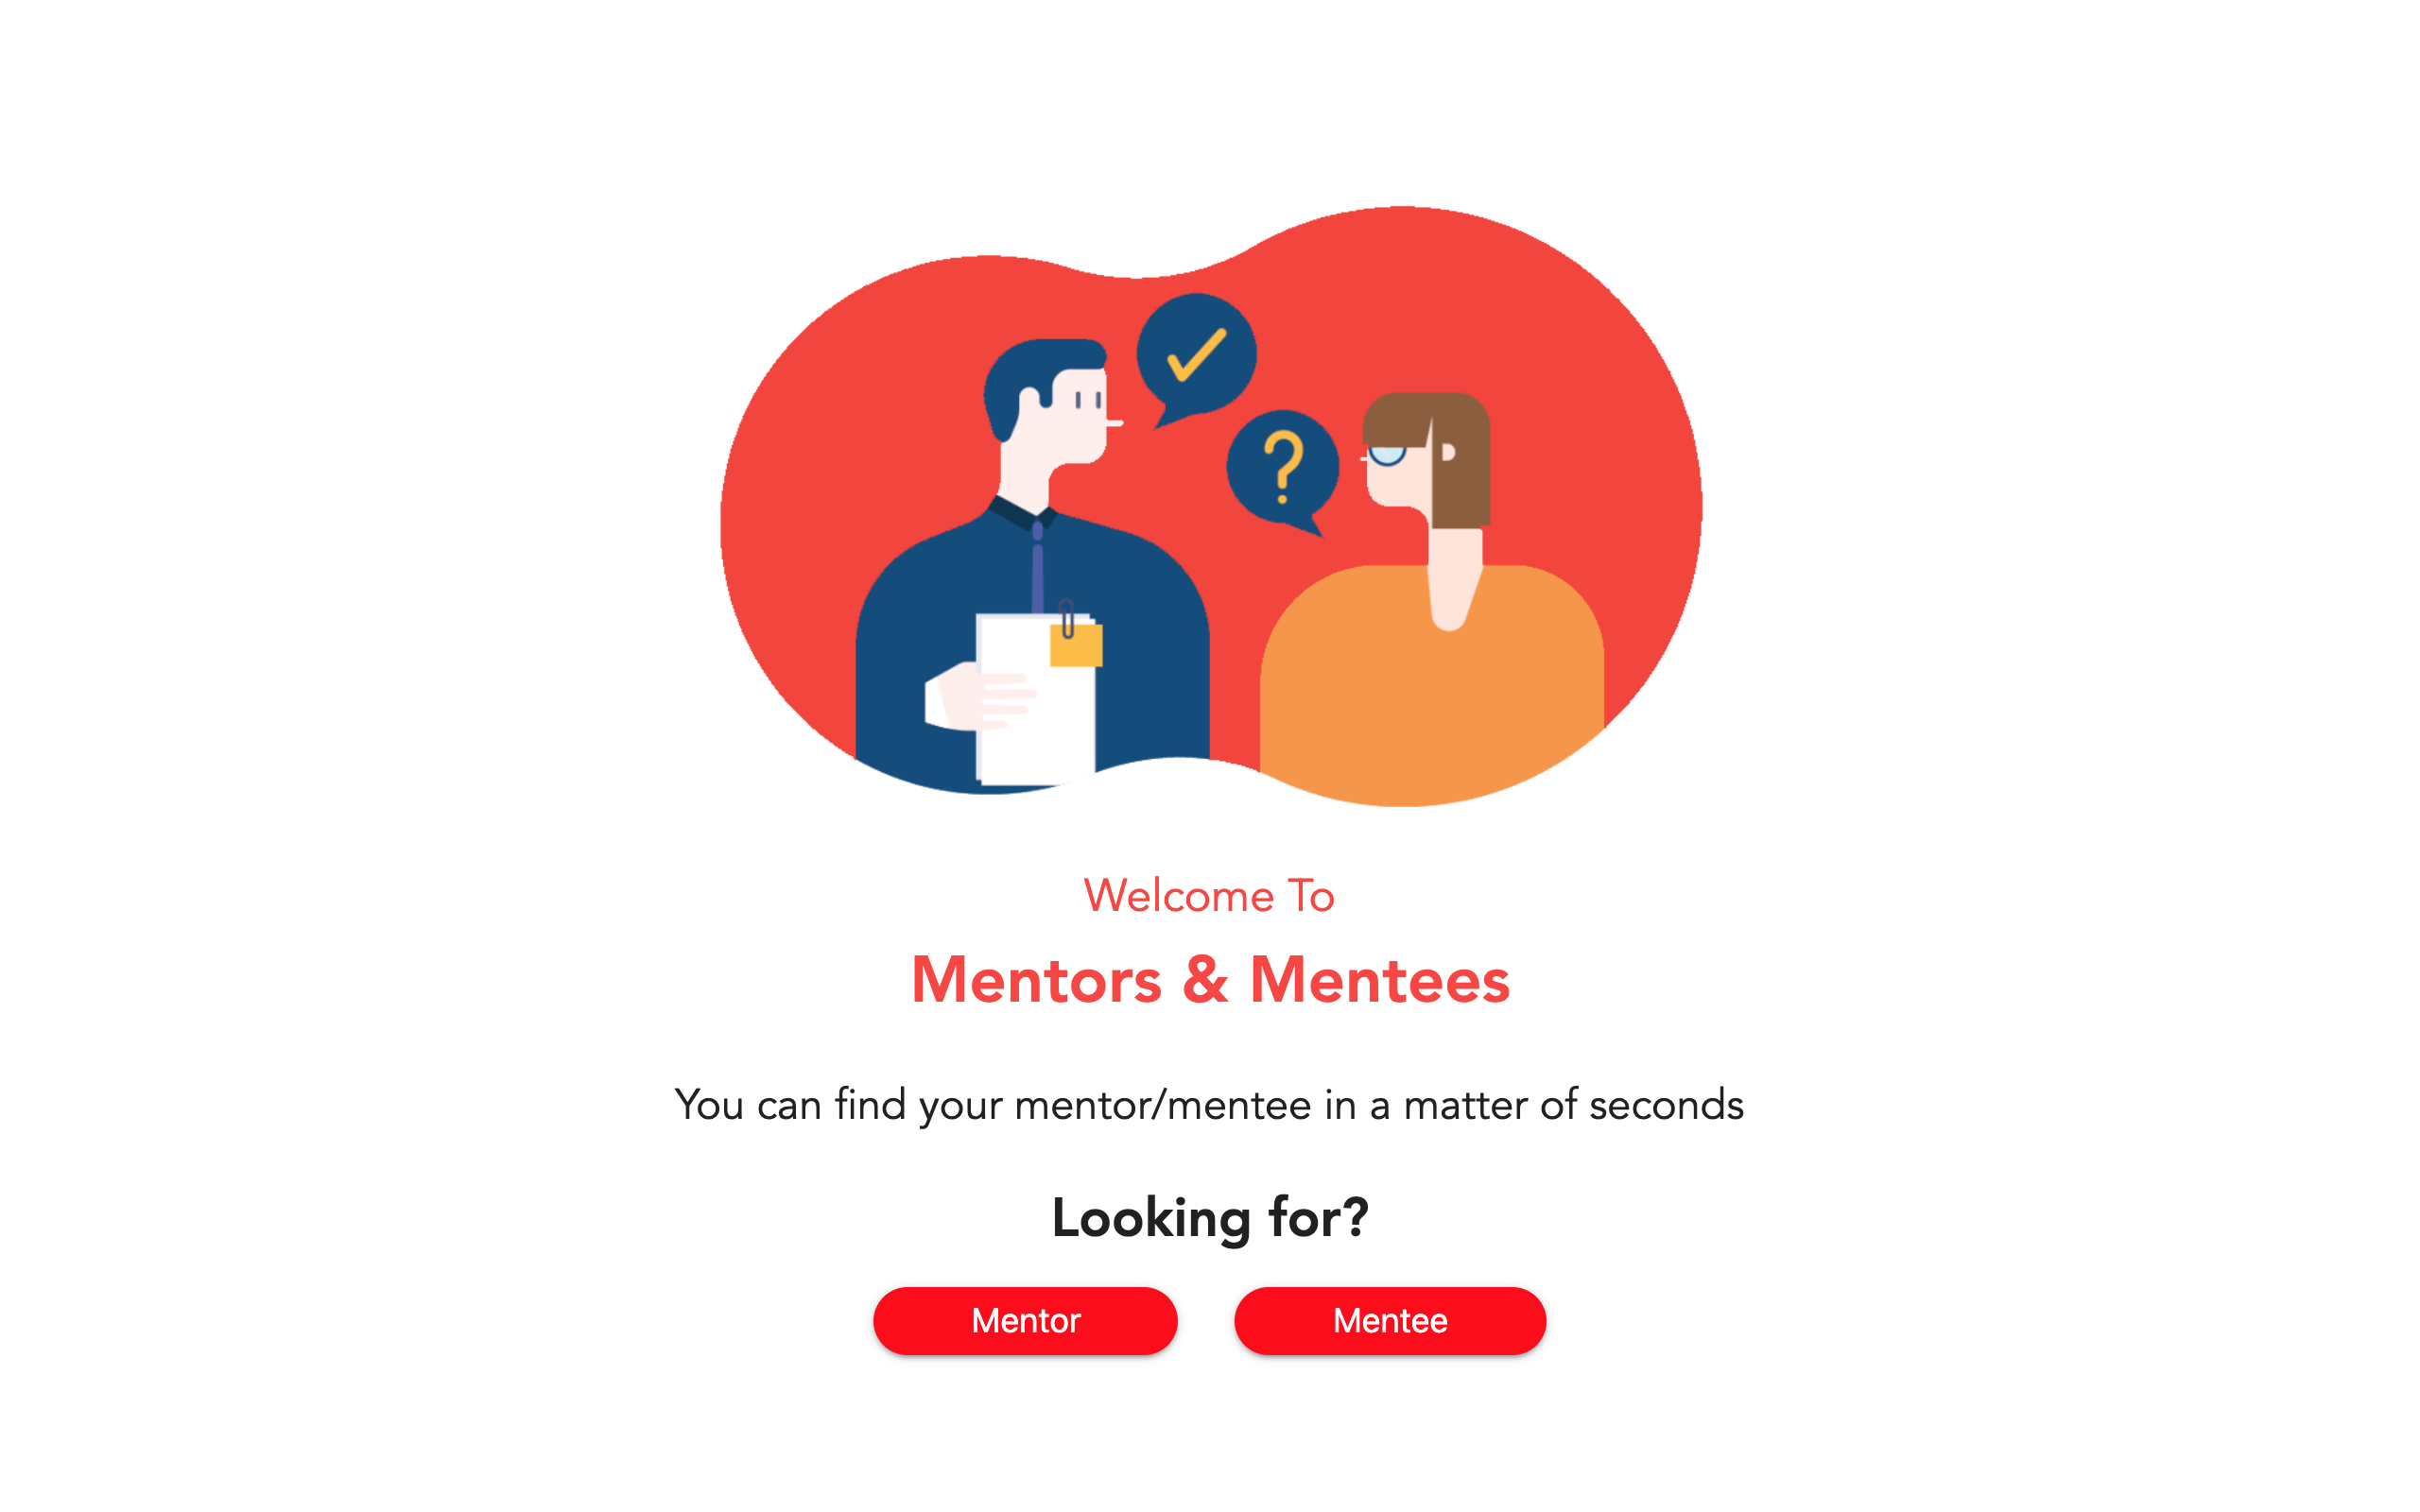 Welcome To
Mentors & Mentees
You can find your mentor/mentee in a matter of seconds
Looking for?
Mentor
Mentee